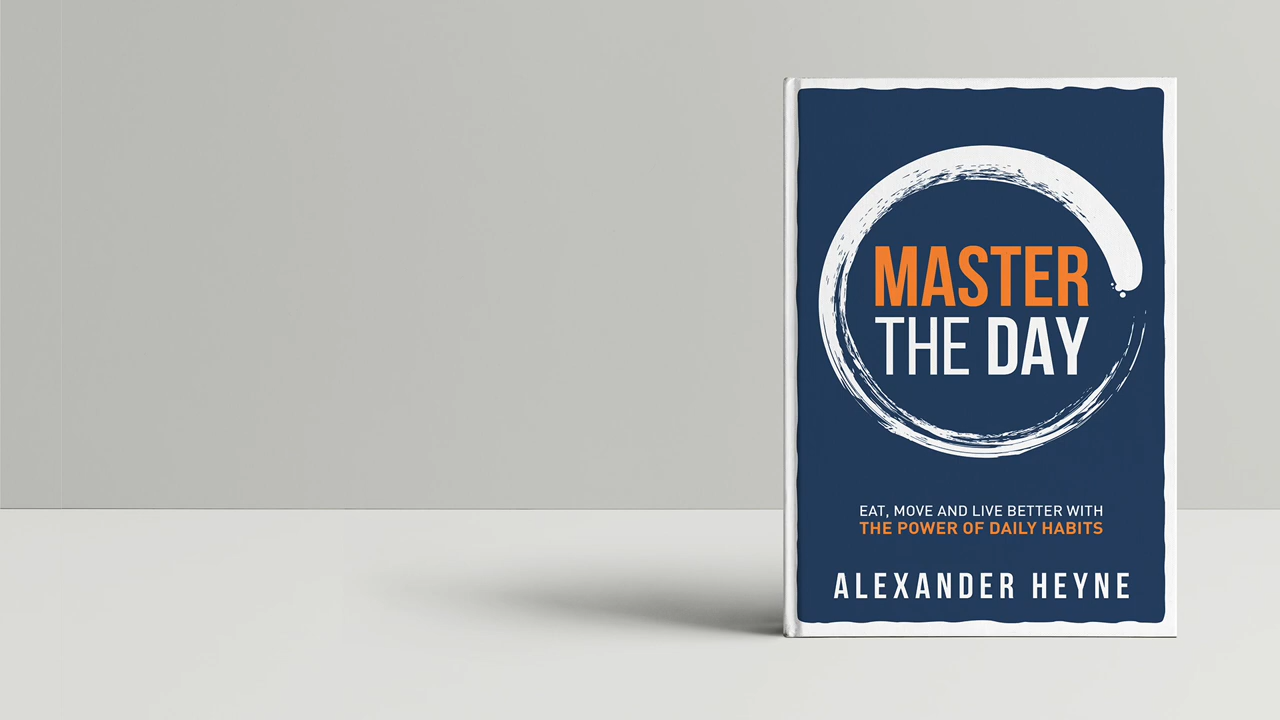 MASTER
THE DAY
EAT, MOVE AND LIVE BETTER WITH
THE POWER OF DAILY HABITS
ALEXANDER HEYNE